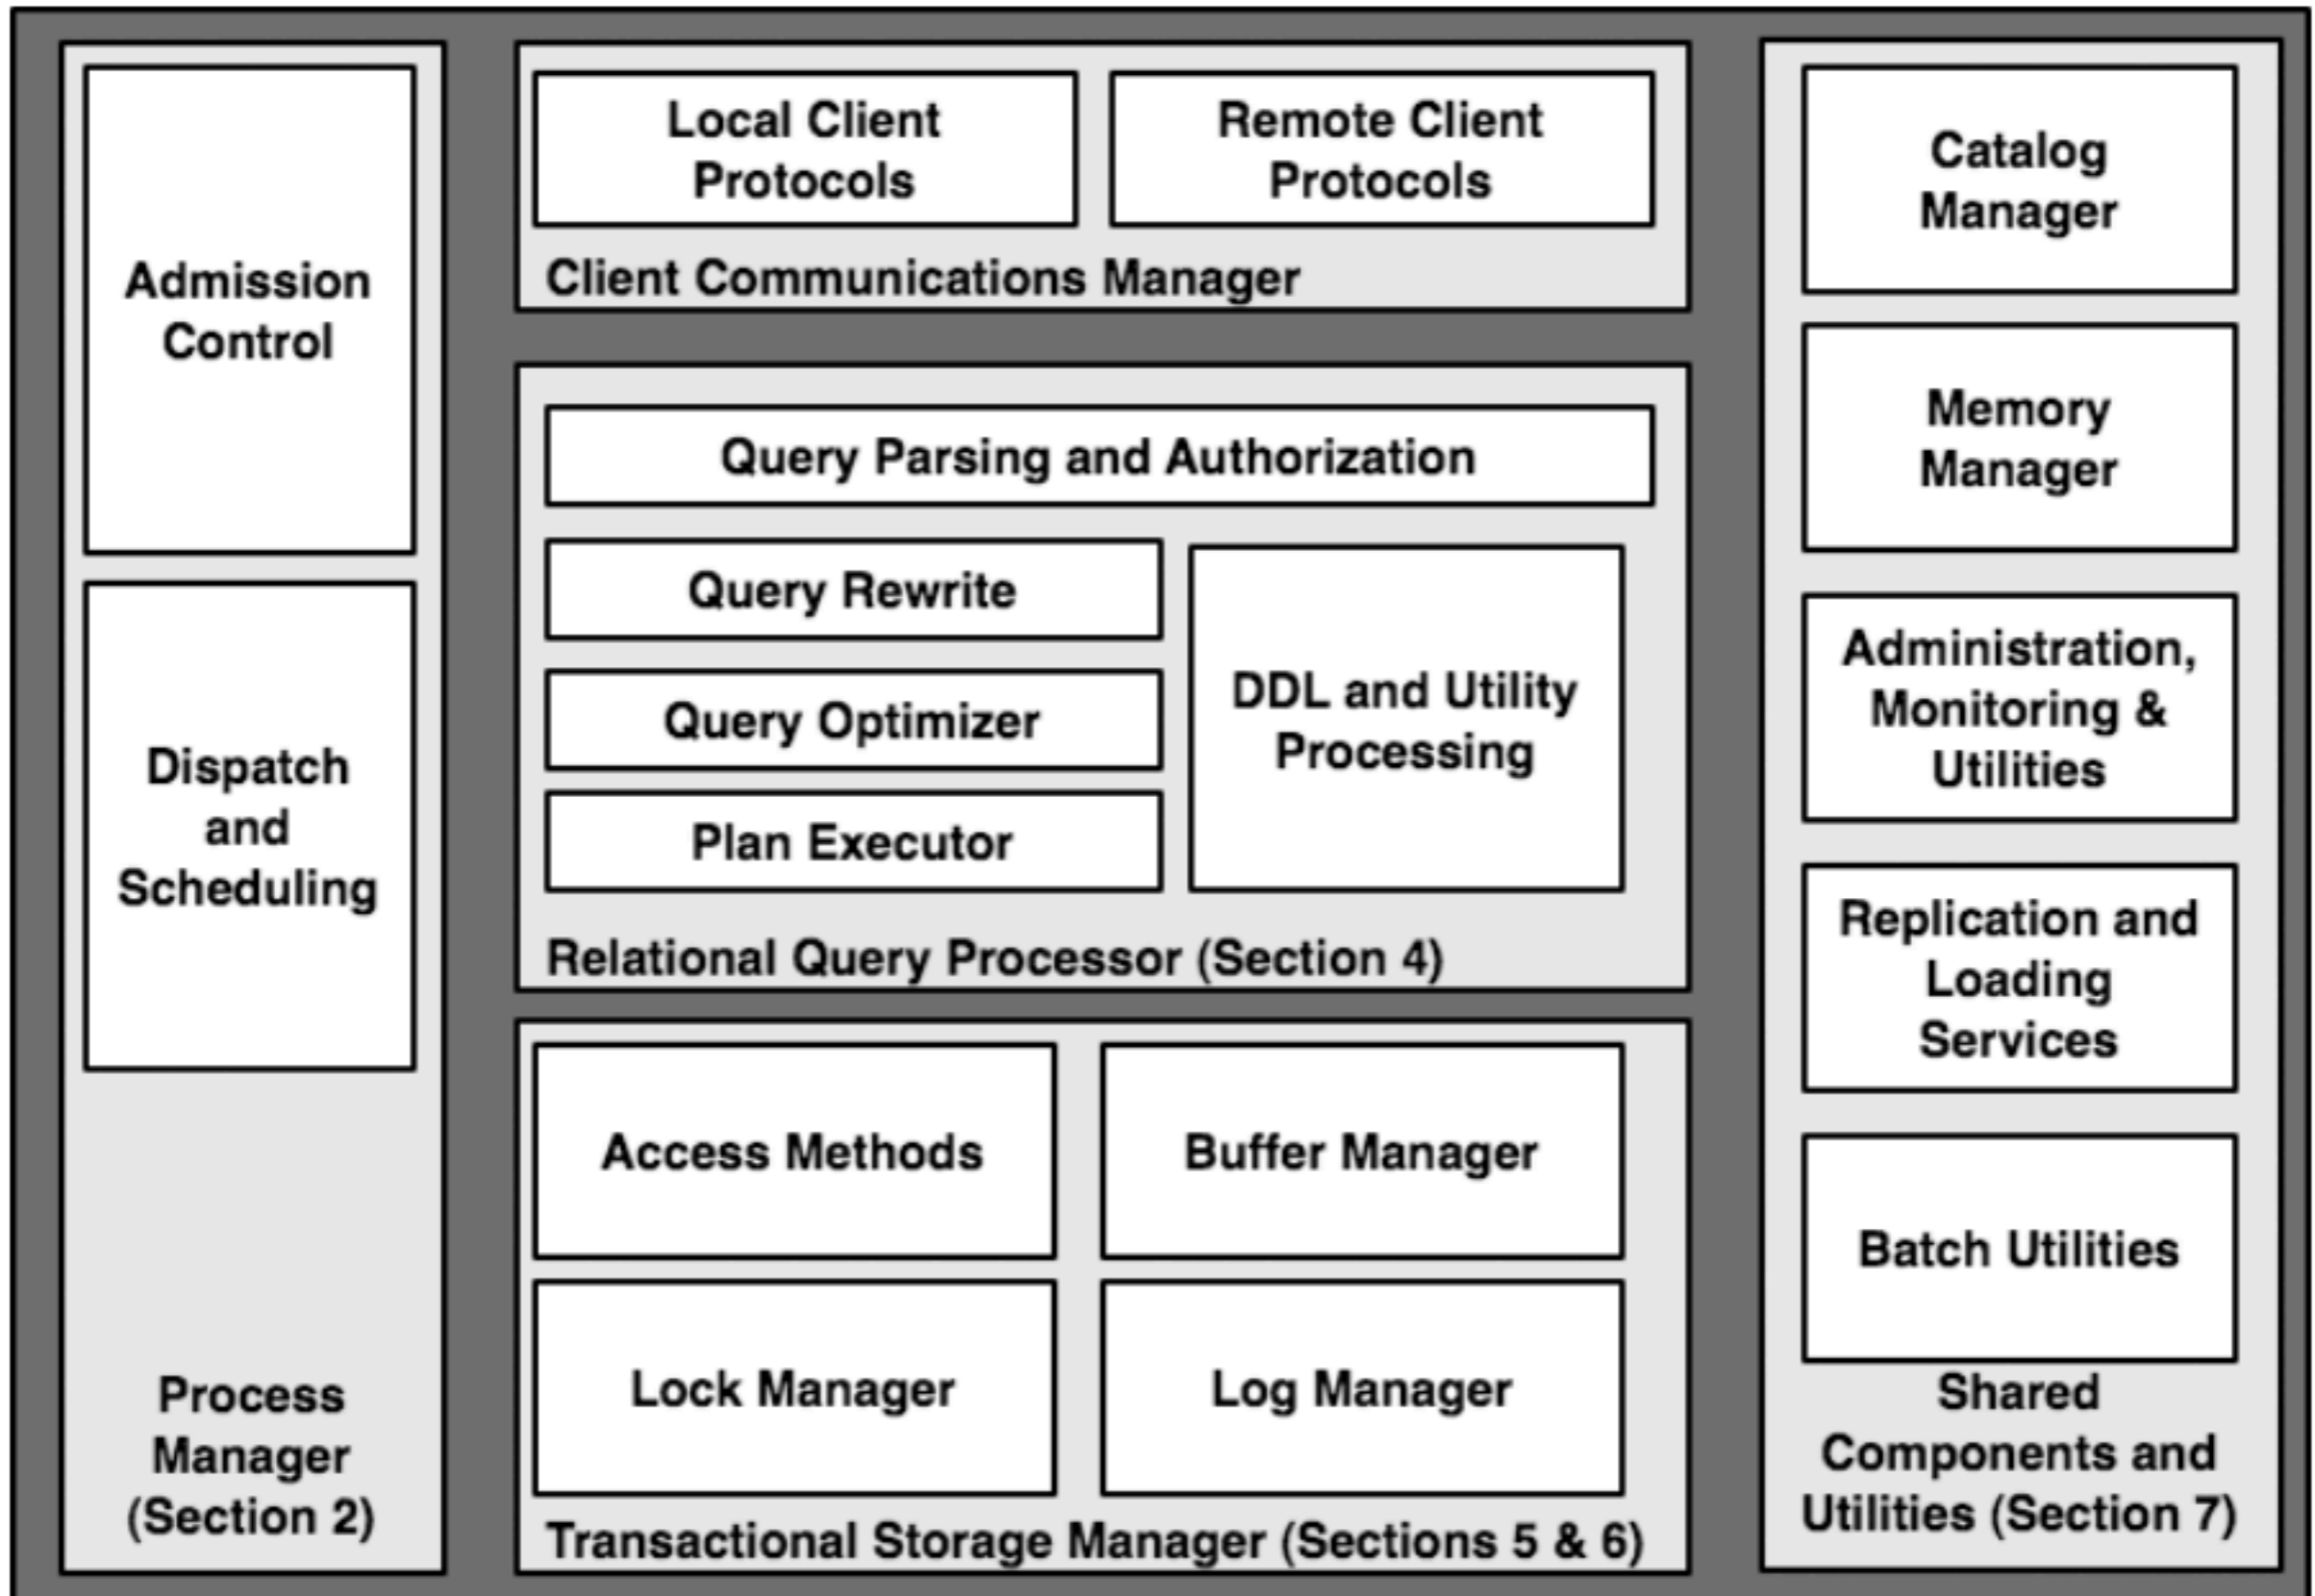 Admission
Control
Dispatch
and
Scheduling
Process
Manager
(Section 2)
Local Client
Protocols
Remote Client
Protocols
Client Communications Manager
Query Parsing and Authorization
Query Rewrite
Query Optimizer
Plan Executor
DDL and Utility
Processing
Relational Query Processor (Section 4)
Access Methods
Buffer Manager
Lock Manager
Log Manager
Transactional Storage Manager (Sections 5 & 6)
Catalog
Manager
Memory
Manager
Administration,
Monitoring &
Utilities
Replication and
Loading
Services
Batch Utilities
Shared
Components and
Utilities (Section 7)